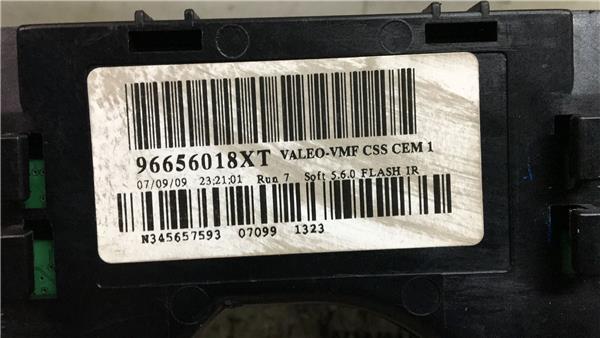 96656018XT VALEO-VMF CSS CEM 1
07/09/09 23:21:01 Run 7 Soft 5.6.0 FLASH IR
N345657593 07099 1323